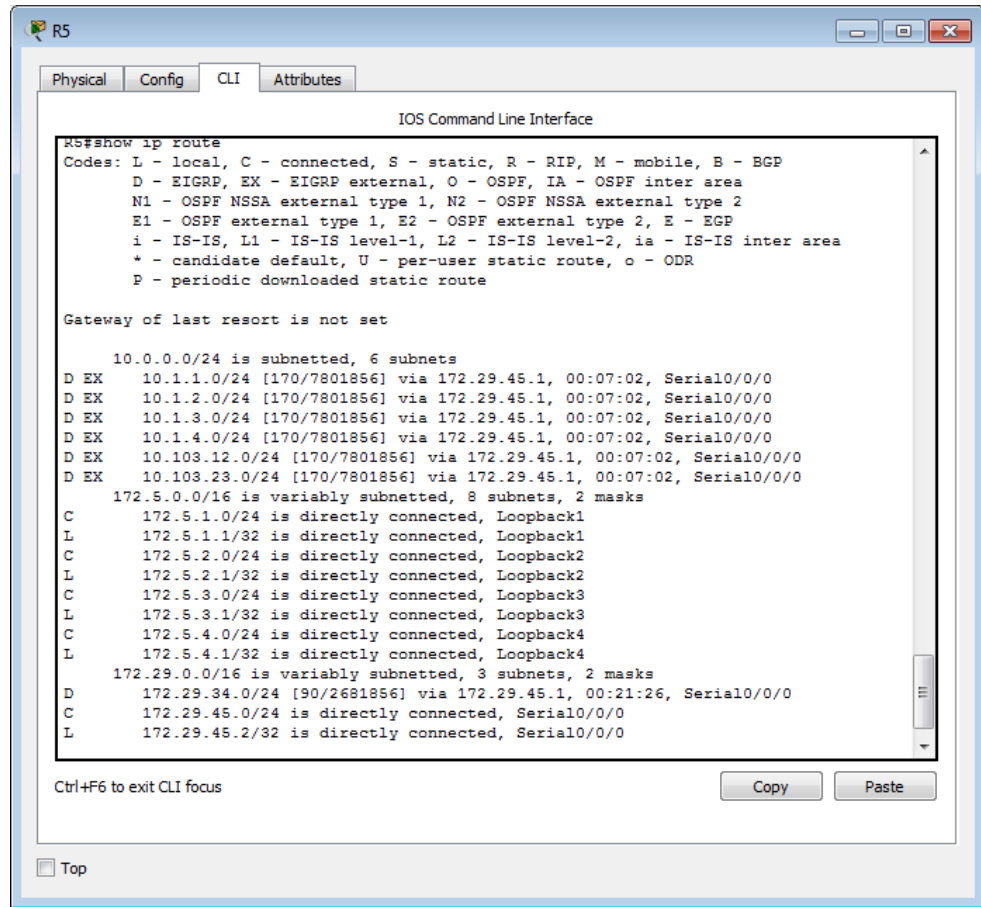 R5
Physical Config CLI Attributes
IOS Command Line Interface
R5#show ip route
Codes: L - local, C - connected, S - static, R - RIP, M - mobile, B - BGP
D - EIGRP, EX - EIGRP external, O - OSPF, IA - OSPF inter area
N1 - OSPF NSSA external type 1, N2 - OSPF NSSA external type 2
E1 - OSPF external type 1, E2 - OSPF external type 2, E - EGP
i - IS-IS, L1 - IS-IS level-1, L2 - IS-IS level-2, ia - IS-IS inter area
* - candidate default, U - per-user static route, o - ODR
P - periodic downloaded static route
Gateway of last resort is not set
10.0.0.0/24 is subnetted, 6 subnets
D EX 10.1.1.0/24 [170/7801856] via 172.29.45.1, 00:07:02, Serial0/0/0
D EX 10.1.2.0/24 [170/7801856] via 172.29.45.1, 00:07:02, Serial0/0/0
D EX 10.1.3.0/24 [170/7801856] via 172.29.45.1, 00:07:02, Serial0/0/0
D EX 10.1.4.0/24 [170/7801856] via 172.29.45.1, 00:07:02, Serial0/0/0
D EX 10.103.12.0/24 [170/7801856] via 172.29.45.1, 00:07:02, Serial0/0/0
D EX 10.103.23.0/24 [170/7801856] via 172.29.45.1, 00:07:02, Serial0/0/0
172.5.0.0/16 is variably subnetted, 8 subnets, 2 masks
C 172.5.1.0/24 is directly connected, Loopback1
L 172.5.1.1/32 is directly connected, Loopback1
C 172.5.2.0/24 is directly connected, Loopback2
L 172.5.2.1/32 is directly connected, Loopback2
C 172.5.3.0/24 is directly connected, Loopback3
L 172.5.3.1/32 is directly connected, Loopback3
C 172.5.4.0/24 is directly connected, Loopback4
L 172.5.4.1/32 is directly connected, Loopback4
172.29.0.0/16 is variably subnetted, 3 subnets, 2 masks
D 172.29.34.0/24 [90/2681856] via 172.29.45.1, 00:21:26, Serial0/0/0
C 172.29.45.0/24 is directly connected, Serial0/0/0
L 172.29.45.2/32 is directly connected, Serial0/0/0
Ctrl+F6 to exit CLI focus
Copy Paste
Top